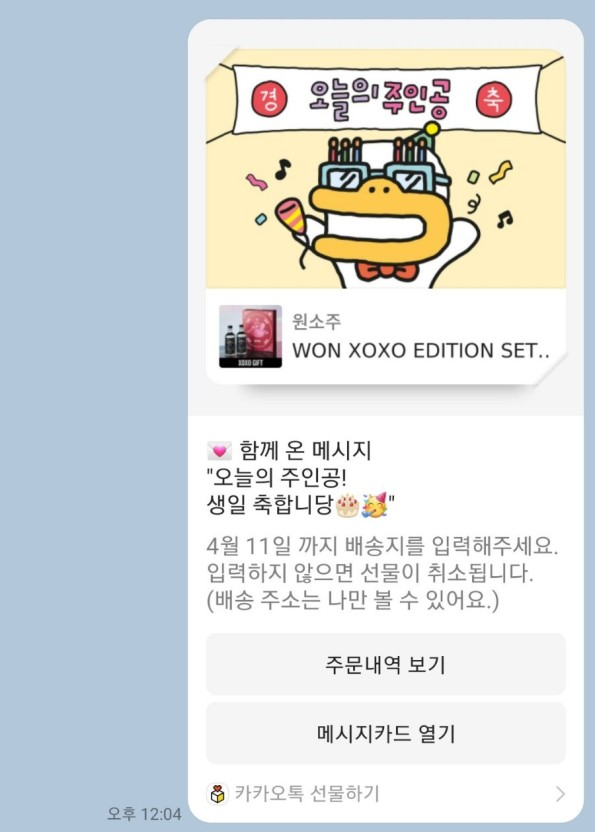 경 오늘의 주인공 축
원소주
WON XOXO EDITION SET..
XOXO GIFT
함께 온 메시지
"오늘의 주인공!
생일 축합니당🎂🥳"
4월 11일 까지 배송지를 입력해주세요.
입력하지 않으면 선물이 취소됩니다.
(배송 주소는 나만 볼 수 있어요.)
주문내역 보기
메시지카드 열기
카카오톡 선물하기
오후 12:04